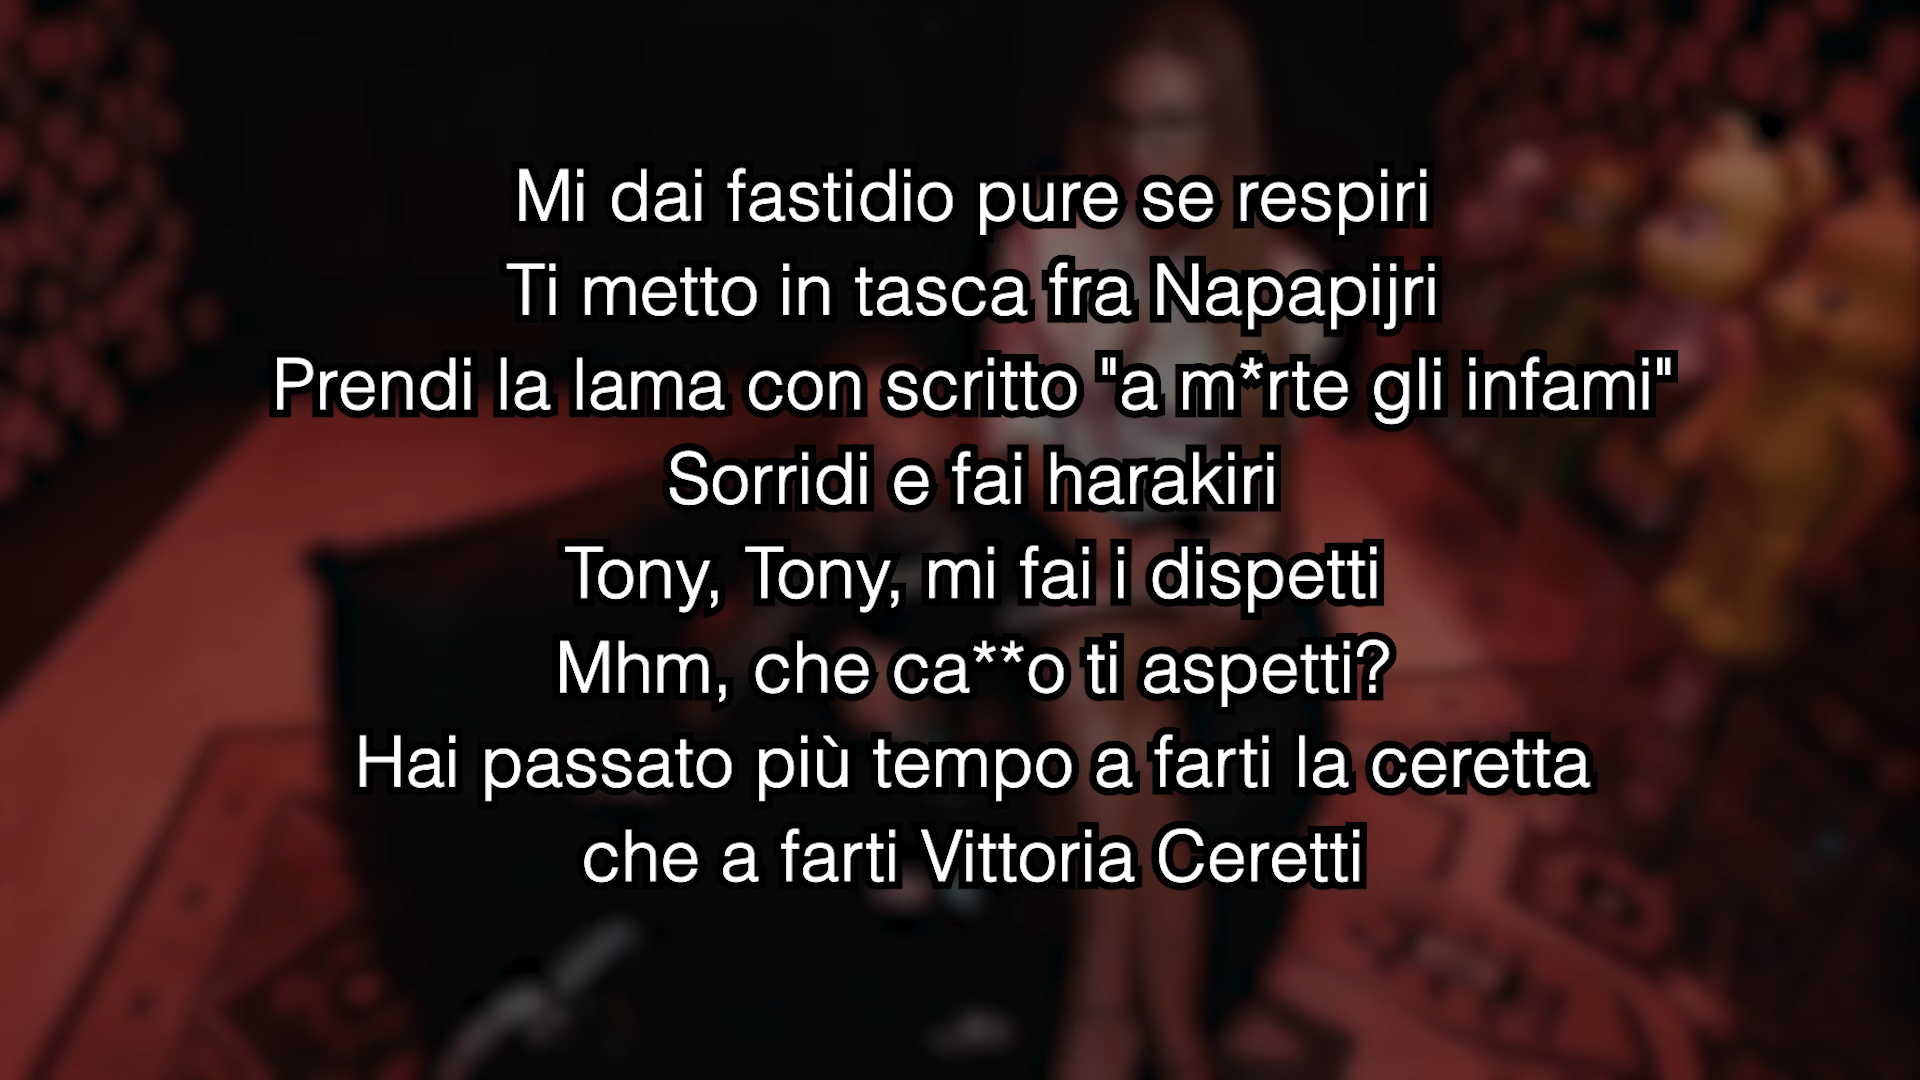 Mi dai fastidio pure se respiri
Ti metto in tasca fra Napapijri
Prendi la lama con scritto "a m*rte gli infami"
Sorridi e fai harakiri
Tony, Tony, mi fai i dispetti
Mhm, che ca**o ti aspetti?
Hai passato più tempo a farti la ceretta
che a farti Vittoria Ceretti